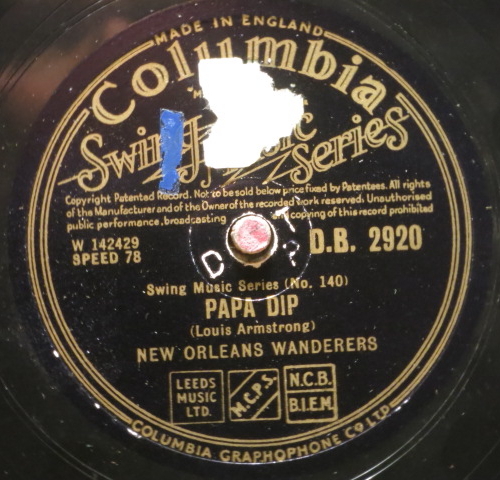 MADE IN ENGLAND
Columbia
Swing Music
Series
Copyright Patented Record. Not to be sold below price fixed by Patentees. All rights
of the Manufacturer and of the Owner of the recorded work reserved. Unauthorised
public performance, broadcasting copying of this record prohibited
W 142429
SPEED 78
D.B. 2920
Swing Music Series (No. 140)
PAPA DIP
(Louis Armstrong)
NEW ORLEANS WANDERERS
LEEDS
MUSIC
LTD.
M.C.P.S.
N.C.B.
B.I.E.M.
COLUMBIA GRAPHOPHONE CO LTD